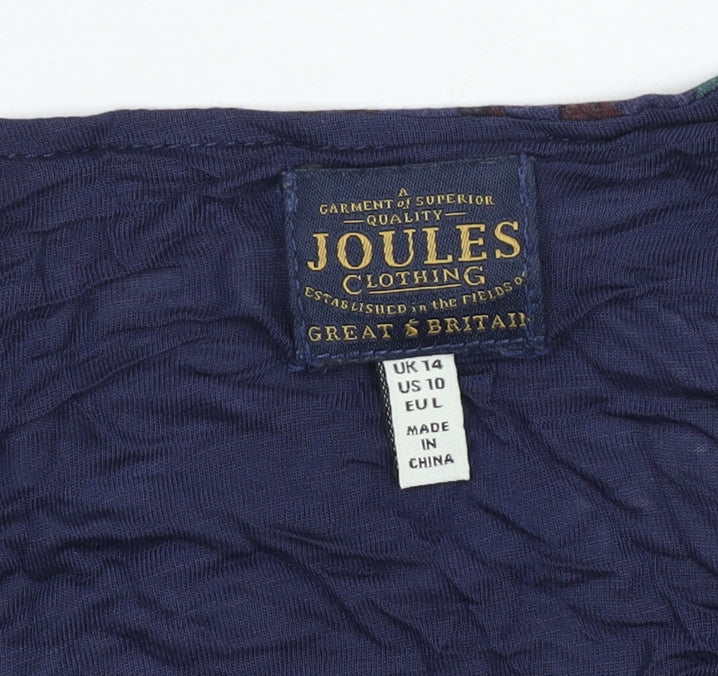 A
GARMENT of SUPERIOR
QUALITY
JOULES
CLOTHING
ESTABLISHED in the FIELDS of
GREAT BRITAIN
UK 14
US 10
EU L
MADE
IN
CHINA